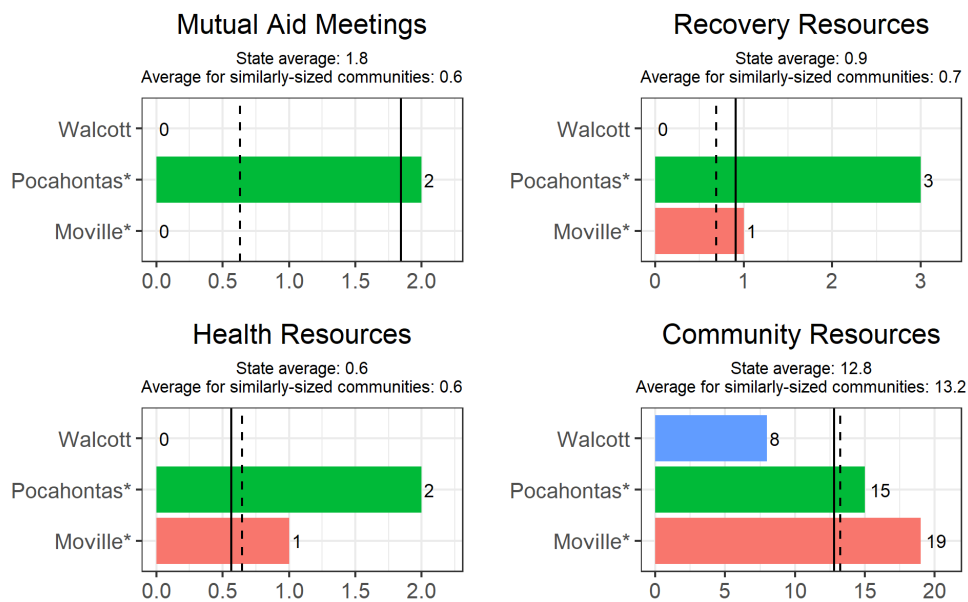 Mutual Aid Meetings
State average: 1.8
Average for similarly-sized communities: 0.6
Walcott
0
Pocahontas*
2
Moville*
0
0.0 0.5 1.0 1.5 2.0
Recovery Resources
State average: 0.9
Average for similarly-sized communities: 0.7
Walcott
0
Pocahontas*
3
Moville*
1
0 1 2 3
Health Resources
State average: 0.6
Average for similarly-sized communities: 0.6
Walcott
0
Pocahontas*
2
Moville*
1
0.0 0.5 1.0 1.5 2.0
Community Resources
State average: 12.8
Average for similarly-sized communities: 13.2
Walcott
8
Pocahontas*
15
Moville*
19
0 5 10 15 20